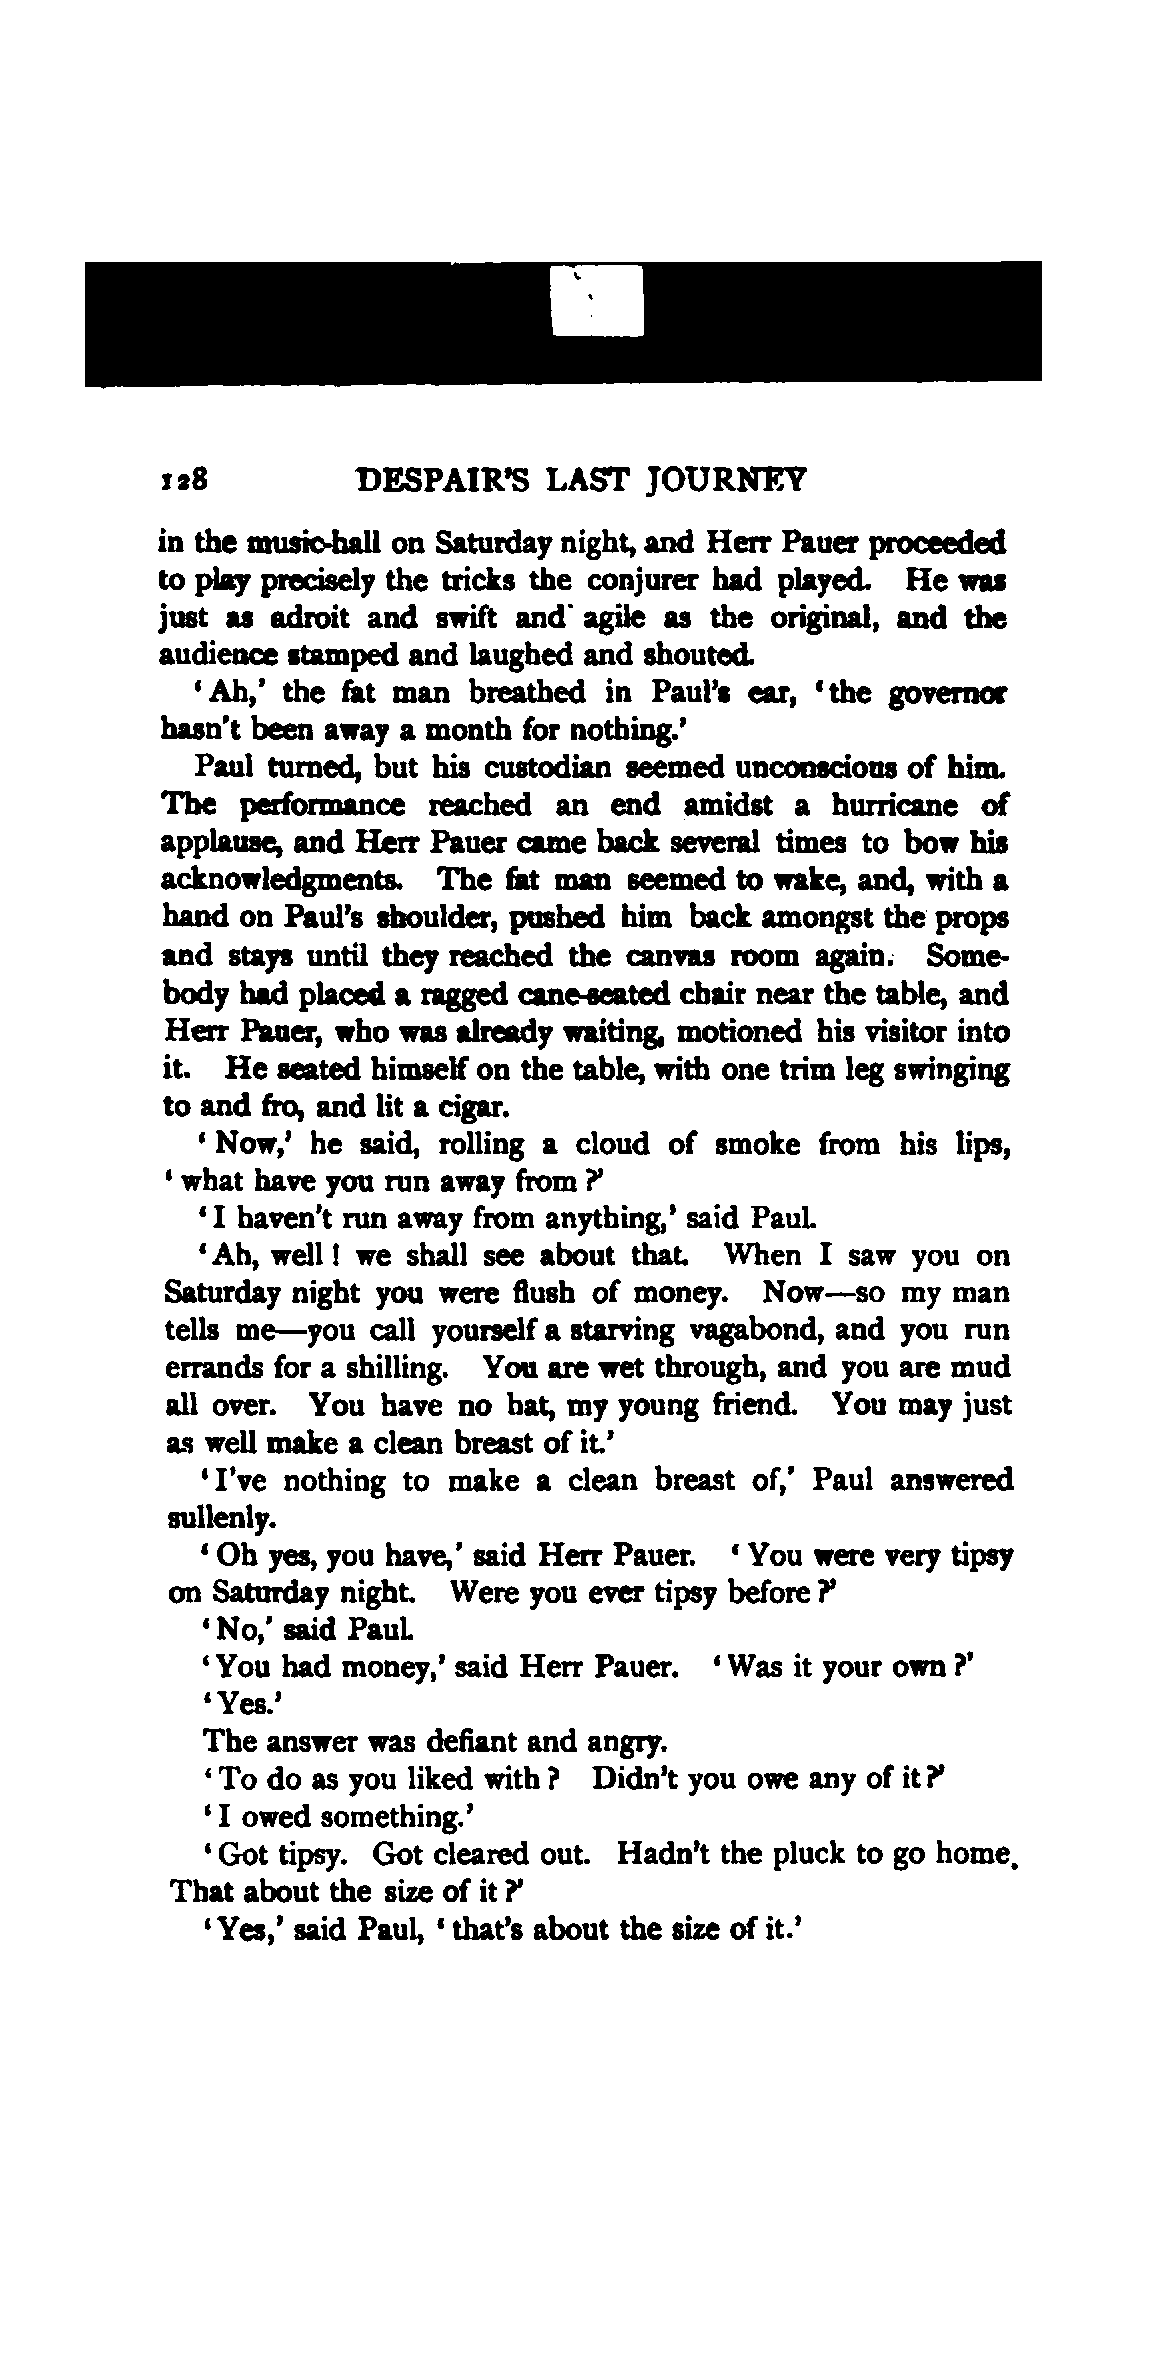 128 DESPAIR'S LAST JOURNEY
in the music-hall on Saturday night, and Herr Pauer proceeded
to play precisely the tricks the conjurer had played. He was
just as adroit and swift and agile as the original, and the
audience stamped and laughed and shouted.
‘Ah,’ the fat man breathed in Paul's ear, ‘the governor
hasn't been away a month for nothing.’
Paul turned, but his custodian seemed unconscious of him.
The performance reached an end amidst a hurricane of
applause, and Herr Pauer came back several times to bow his
acknowledgments. The fat man seemed to wake, and, with a
hand on Paul's shoulder, pushed him back amongst the props
and stays until they reached the canvas room again. Some-
body had placed a ragged cane-seated chair near the table, and
Herr Pauer, who was already waiting, motioned his visitor into
it. He seated himself on the table, with one trim leg swinging
to and fro, and lit a cigar.
‘Now,’ he said, rolling a cloud of smoke from his lips,
‘what have you run away from?’
‘I haven't run away from anything,’ said Paul.
‘Ah, well! we shall see about that. When I saw you on
Saturday night you were flush of money. Now—so my man
tells me—you call yourself a starving vagabond, and you run
errands for a shilling. You are wet through, and you are mud
all over. You have no hat, my young friend. You may just
as well make a clean breast of it.’
‘I've nothing to make a clean breast of,’ Paul answered
sullenly.
‘Oh yes, you have,’ said Herr Pauer. ‘You were very tipsy
on Saturday night. Were you ever tipsy before?’
‘No,’ said Paul.
‘You had money,’ said Herr Pauer. ‘Was it your own?’
‘Yes.’
The answer was defiant and angry.
‘To do as you liked with? Didn't you owe any of it?’
‘I owed something.’
‘Got tipsy. Got cleared out. Hadn't the pluck to go home.
That about the size of it?’
‘Yes,’ said Paul, ‘that's about the size of it.’